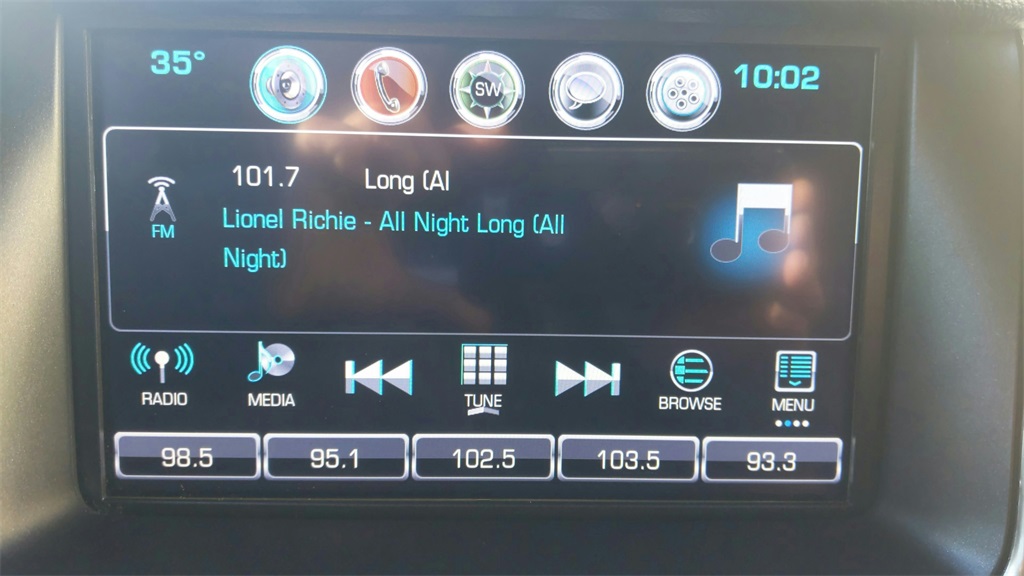 35° SW 10:02
101.7 Long (Al
FM
Lionel Richie - All Night Long (All
Night)
RADIO MEDIA TUNE BROWSE MENU
98.5 95.1 102.5 103.5 93.3